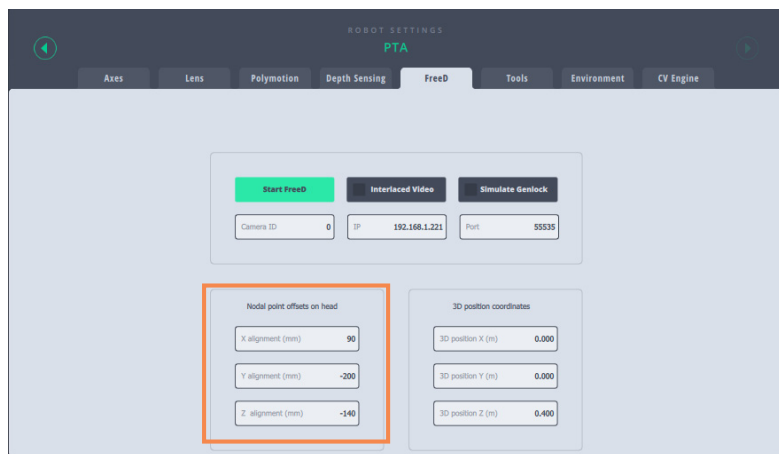 ROBOT SETTINGS
PTA
Axes Lens Polymotion Depth Sensing FreeD Tools Environment CV Engine
Start FreeD Interlaced Video Simulate Genlock
Camera ID 0 IP 192.168.1.221 Port 55535
Nodal point offsets on head
X alignment (mm) 90
Y alignment (mm) -200
Z alignment (mm) -140
3D position coordinates
3D position X (m) 0.000
3D position Y (m) 0.000
3D position Z (m) 0.400